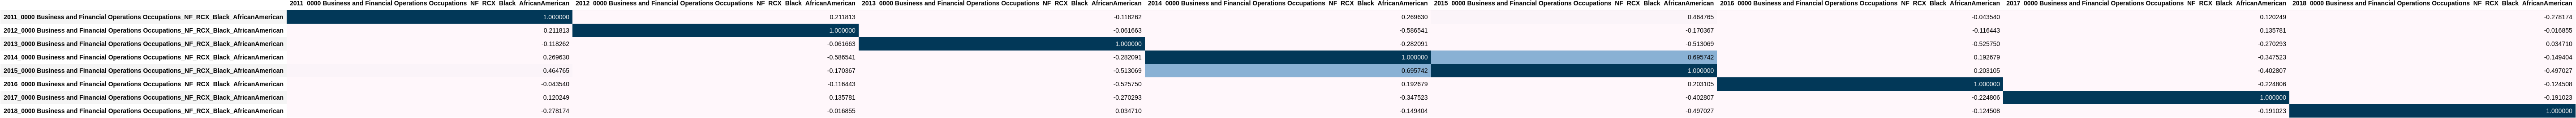 2011_0000 Business and Financial Operations Occupations_NF_RCX_Black_AfricanAmerican 2012_0000 Business and Financial Operations Occupations_NF_RCX_Black_AfricanAmerican 2013_0000 Business and Financial Operations Occupations_NF_RCX_Black_AfricanAmerican 2014_0000 Business and Financial Operations Occupations_NF_RCX_Black_AfricanAmerican 2015_0000 Business and Financial Operations Occupations_NF_RCX_Black_AfricanAmerican 2016_0000 Business and Financial Operations Occupations_NF_RCX_Black_AfricanAmerican 2017_0000 Business and Financial Operations Occupations_NF_RCX_Black_AfricanAmerican 2018_0000 Business and Financial Operations Occupations_NF_RCX_Black_AfricanAmerican
2011_0000 Business and Financial Operations Occupations_NF_RCX_Black_AfricanAmerican 1.000000 0.211813 -0.118262 0.269630 0.464765 -0.043540 0.120249 -0.278174
2012_0000 Business and Financial Operations Occupations_NF_RCX_Black_AfricanAmerican 0.211813 1.000000 -0.061663 -0.586541 -0.170367 -0.116443 0.135781 -0.016855
2013_0000 Business and Financial Operations Occupations_NF_RCX_Black_AfricanAmerican -0.118262 -0.061663 1.000000 -0.282091 -0.513069 -0.525750 -0.270293 0.034710
2014_0000 Business and Financial Operations Occupations_NF_RCX_Black_AfricanAmerican 0.269630 -0.586541 -0.282091 1.000000 0.695742 0.192679 -0.347523 -0.149404
2015_0000 Business and Financial Operations Occupations_NF_RCX_Black_AfricanAmerican 0.464765 -0.170367 -0.513069 0.695742 1.000000 0.203105 -0.402807 -0.497027
2016_0000 Business and Financial Operations Occupations_NF_RCX_Black_AfricanAmerican -0.043540 -0.116443 -0.525750 0.192679 0.203105 1.000000 -0.224806 -0.124508
2017_0000 Business and Financial Operations Occupations_NF_RCX_Black_AfricanAmerican 0.120249 0.135781 -0.270293 -0.347523 -0.402807 -0.224806 1.000000 -0.191023
2018_0000 Business and Financial Operations Occupations_NF_RCX_Black_AfricanAmerican -0.278174 -0.016855 0.034710 -0.149404 -0.497027 -0.124508 -0.191023 1.000000